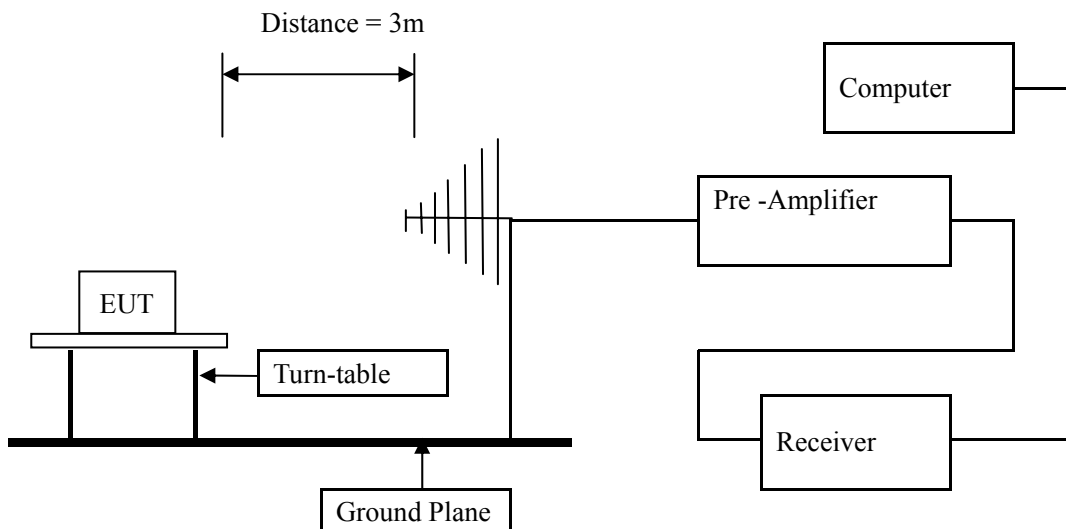 Distance = 3m
Computer
Pre -Amplifier
EUT
Turn-table
Receiver
Ground Plane